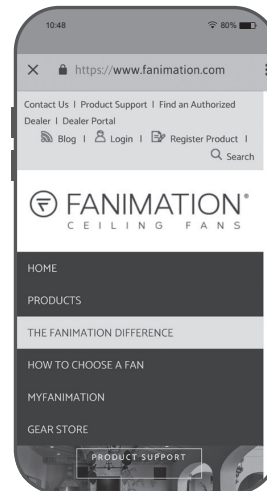 10:48
80%
https://www.fanimation.com
Contact Us | Product Support | Find an Authorized
Dealer | Dealer Portal
Blog | Login | Register Product |
Search
FANIMATION®
CEILING FANS
HOME
PRODUCTS
THE FANIMATION DIFFERENCE
HOW TO CHOOSE A FAN
MYFANIMATION
GEAR STORE
PRODUCT SUPPORT